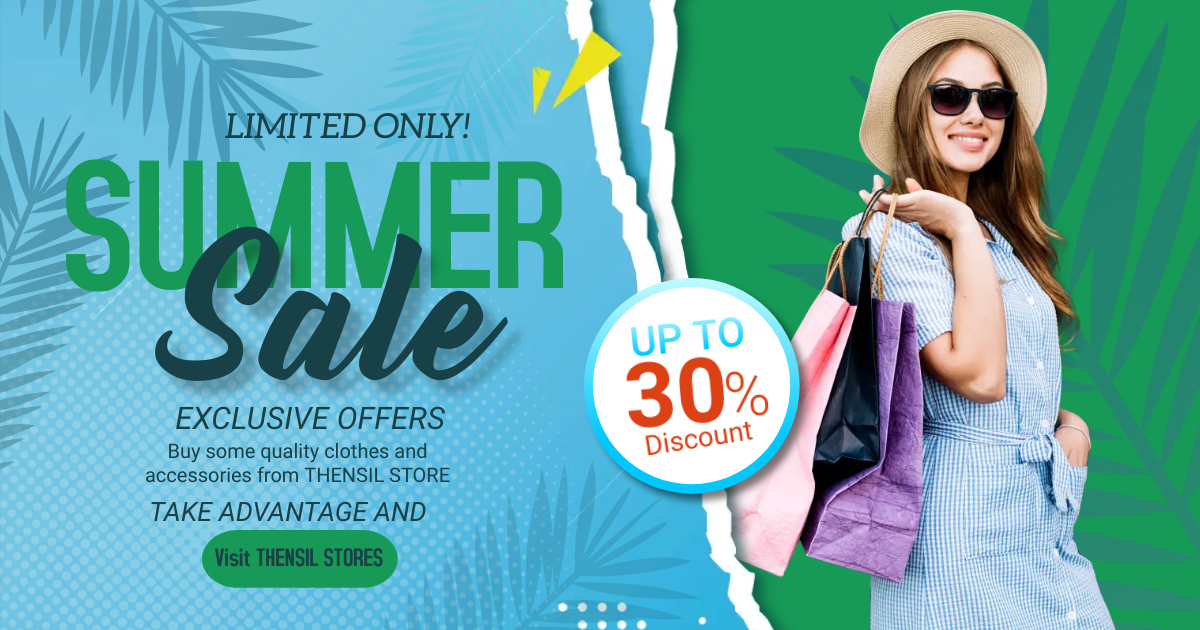 LIMITED ONLY!
SUMMER
Sale
EXCLUSIVE OFFERS
Buy some quality clothes and
accessories from THENSIL STORE
TAKE ADVANTAGE AND
Visit THENSIL STORES
UP TO
30%
Discount